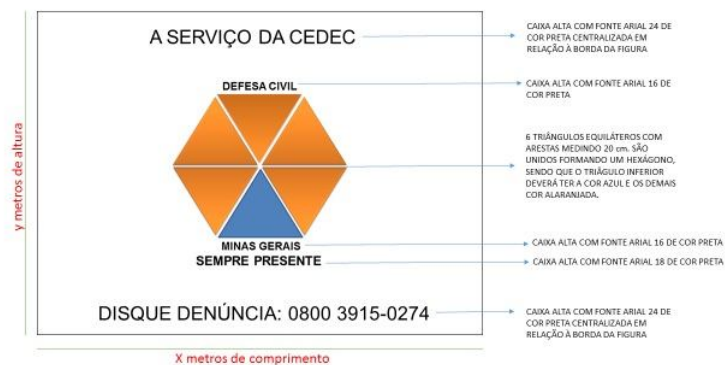 A SERVIÇO DA CEDEC
CAIXA ALTA COM FONTE ARIAL 24 DE
COR PRETA CENTRALIZADA EM
RELAÇÃO À BORDA DA FIGURA
DEFESA CIVIL
CAIXA ALTA COM FONTE ARIAL 16 DE
COR PRETA
y metros de altura
6 TRIÂNGULOS EQUILÁTEROS COM
ARESTAS MEDINDO 20 cm. SÃO
UNIDOS FORMANDO UM HEXÁGONO,
SENDO QUE O TRIÂGULO INFERIOR
DEVERÁ TER A COR AZUL E OS DEMAIS
COR ALARANJADA.
MINAS GERAIS
CAIXA ALTA COM FONTE ARIAL 16 DE COR PRETA
SEMPRE PRESENTE
CAIXA ALTA COM FONTE ARIAL 18 DE COR PRETA
DISQUE DENÚNCIA: 0800 3915-0274
CAIXA ALTA COM FONTE ARIAL 24 DE
COR PRETA CENTRALIZADA EM
RELAÇÃO À BORDA DA FIGURA
X metros de comprimento